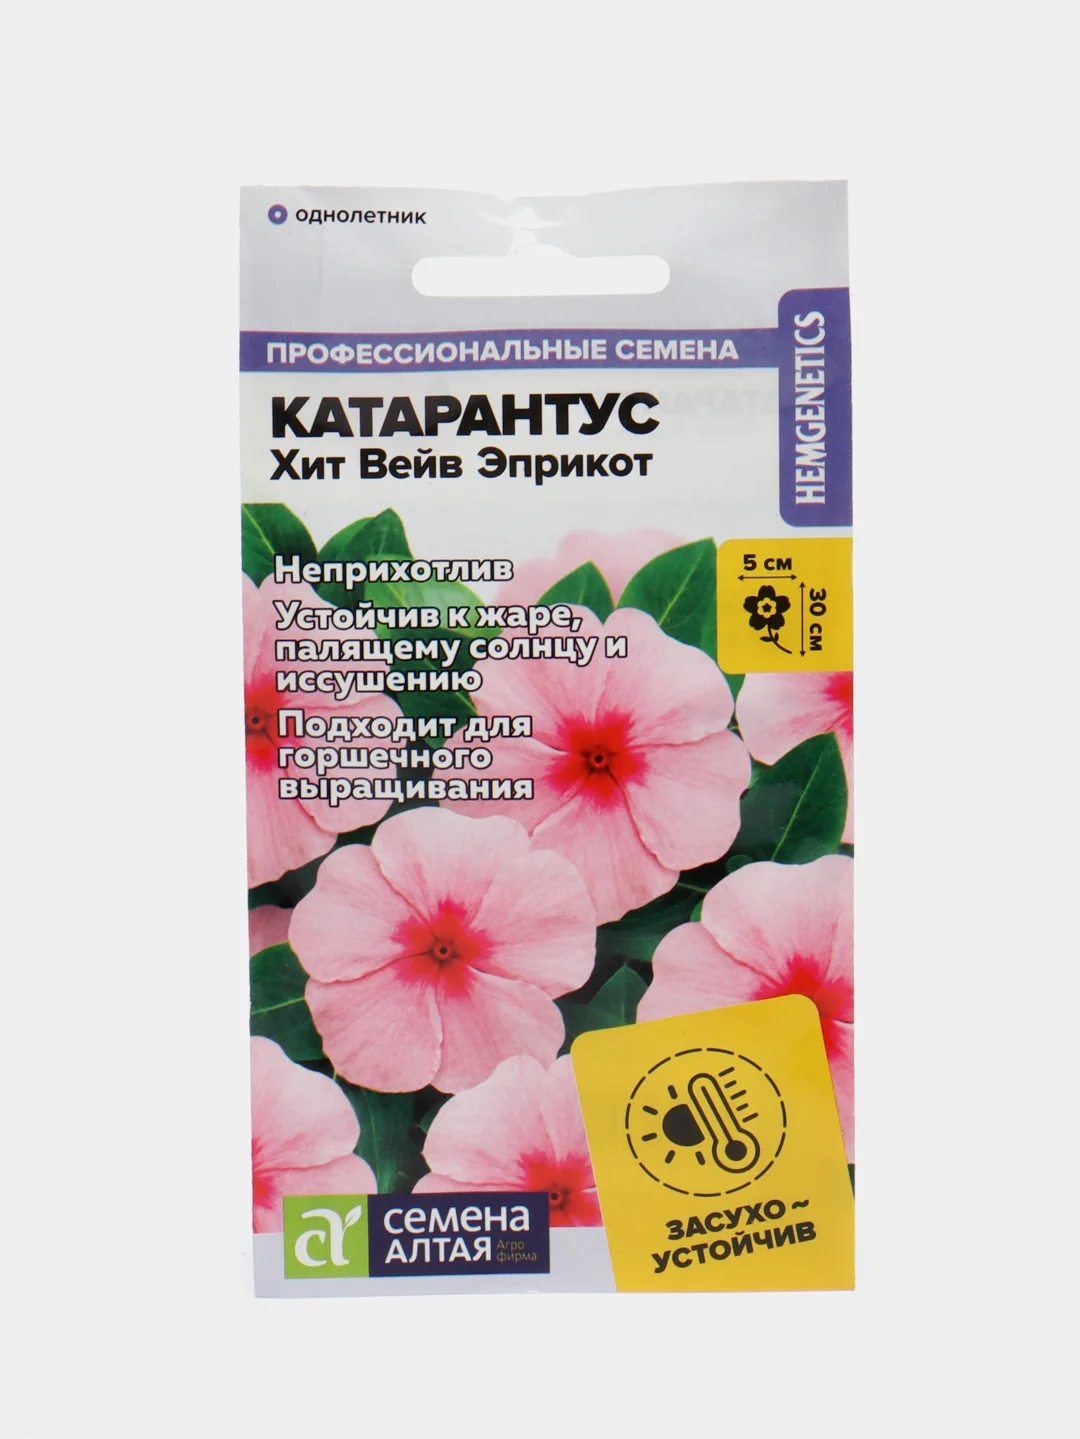 однолетник
ПРОФЕССИОНАЛЬНЫЕ СЕМЕНА
HEMGENETICS
КАТАРАНТУС
Хит Вейв Эприкот
5 см
30 см
Неприхотлив
Устойчив к жаре,
палящему солнцу и
иссушению
Подходит для
горшечного
выращивания
ЗАСУХО~
УСТОЙЧИВ
семена
АЛТАЯ
Агро
фирма